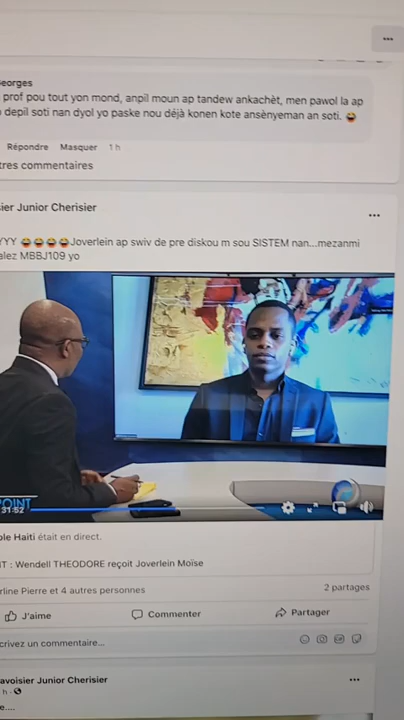 eorges
prof pou tout yon mond, anpil moun ap tandew ankachèt, men pawol la ap
depil soti nan dyol yo paske nou déjà konen kote ansènyeman an soti. 😂
Répondre Masquer 1 h
tres commentaires
ier Junior Cherisier
YYY 😂😂😂😂Joverlein ap swiv de pre diskou m sou SISTEM nan...mezanmi
alez MBBJ109 yo
POINT
31:52
ole Haiti était en direct.
T : Wendell THEODORE reçoit Joverlein Moïse
rline Pierre et 4 autres personnes
2 partages
J'aime Commenter Partager
crivez un commentaire...
avoisier Junior Cherisier
h ·
e....